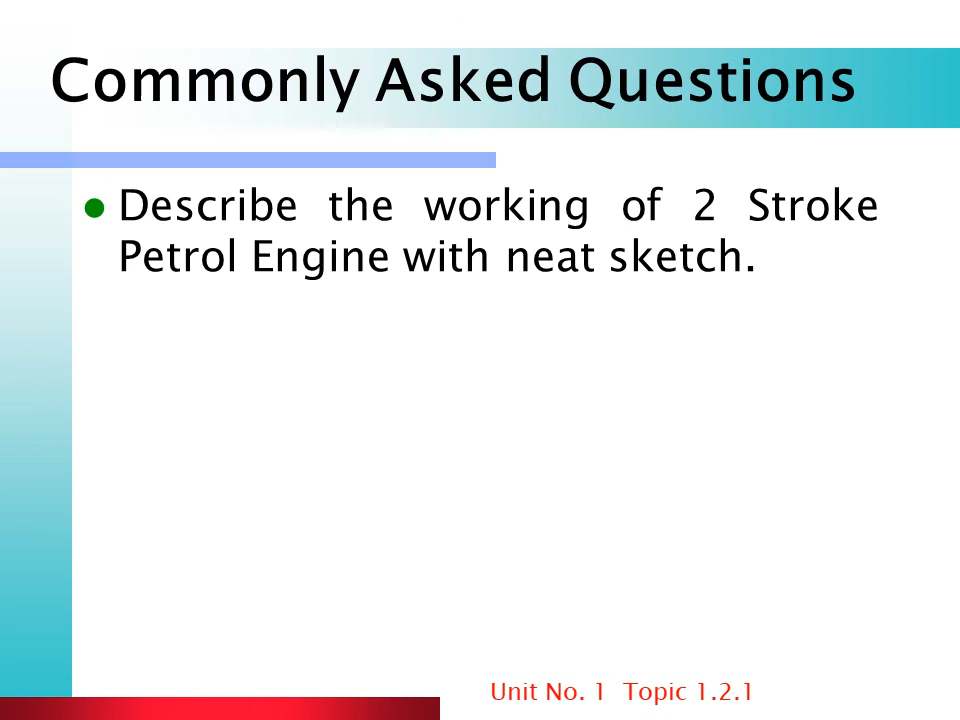 Commonly Asked Questions
Describe the working of 2 Stroke
Petrol Engine with neat sketch.
Unit No. 1 Topic 1.2.1